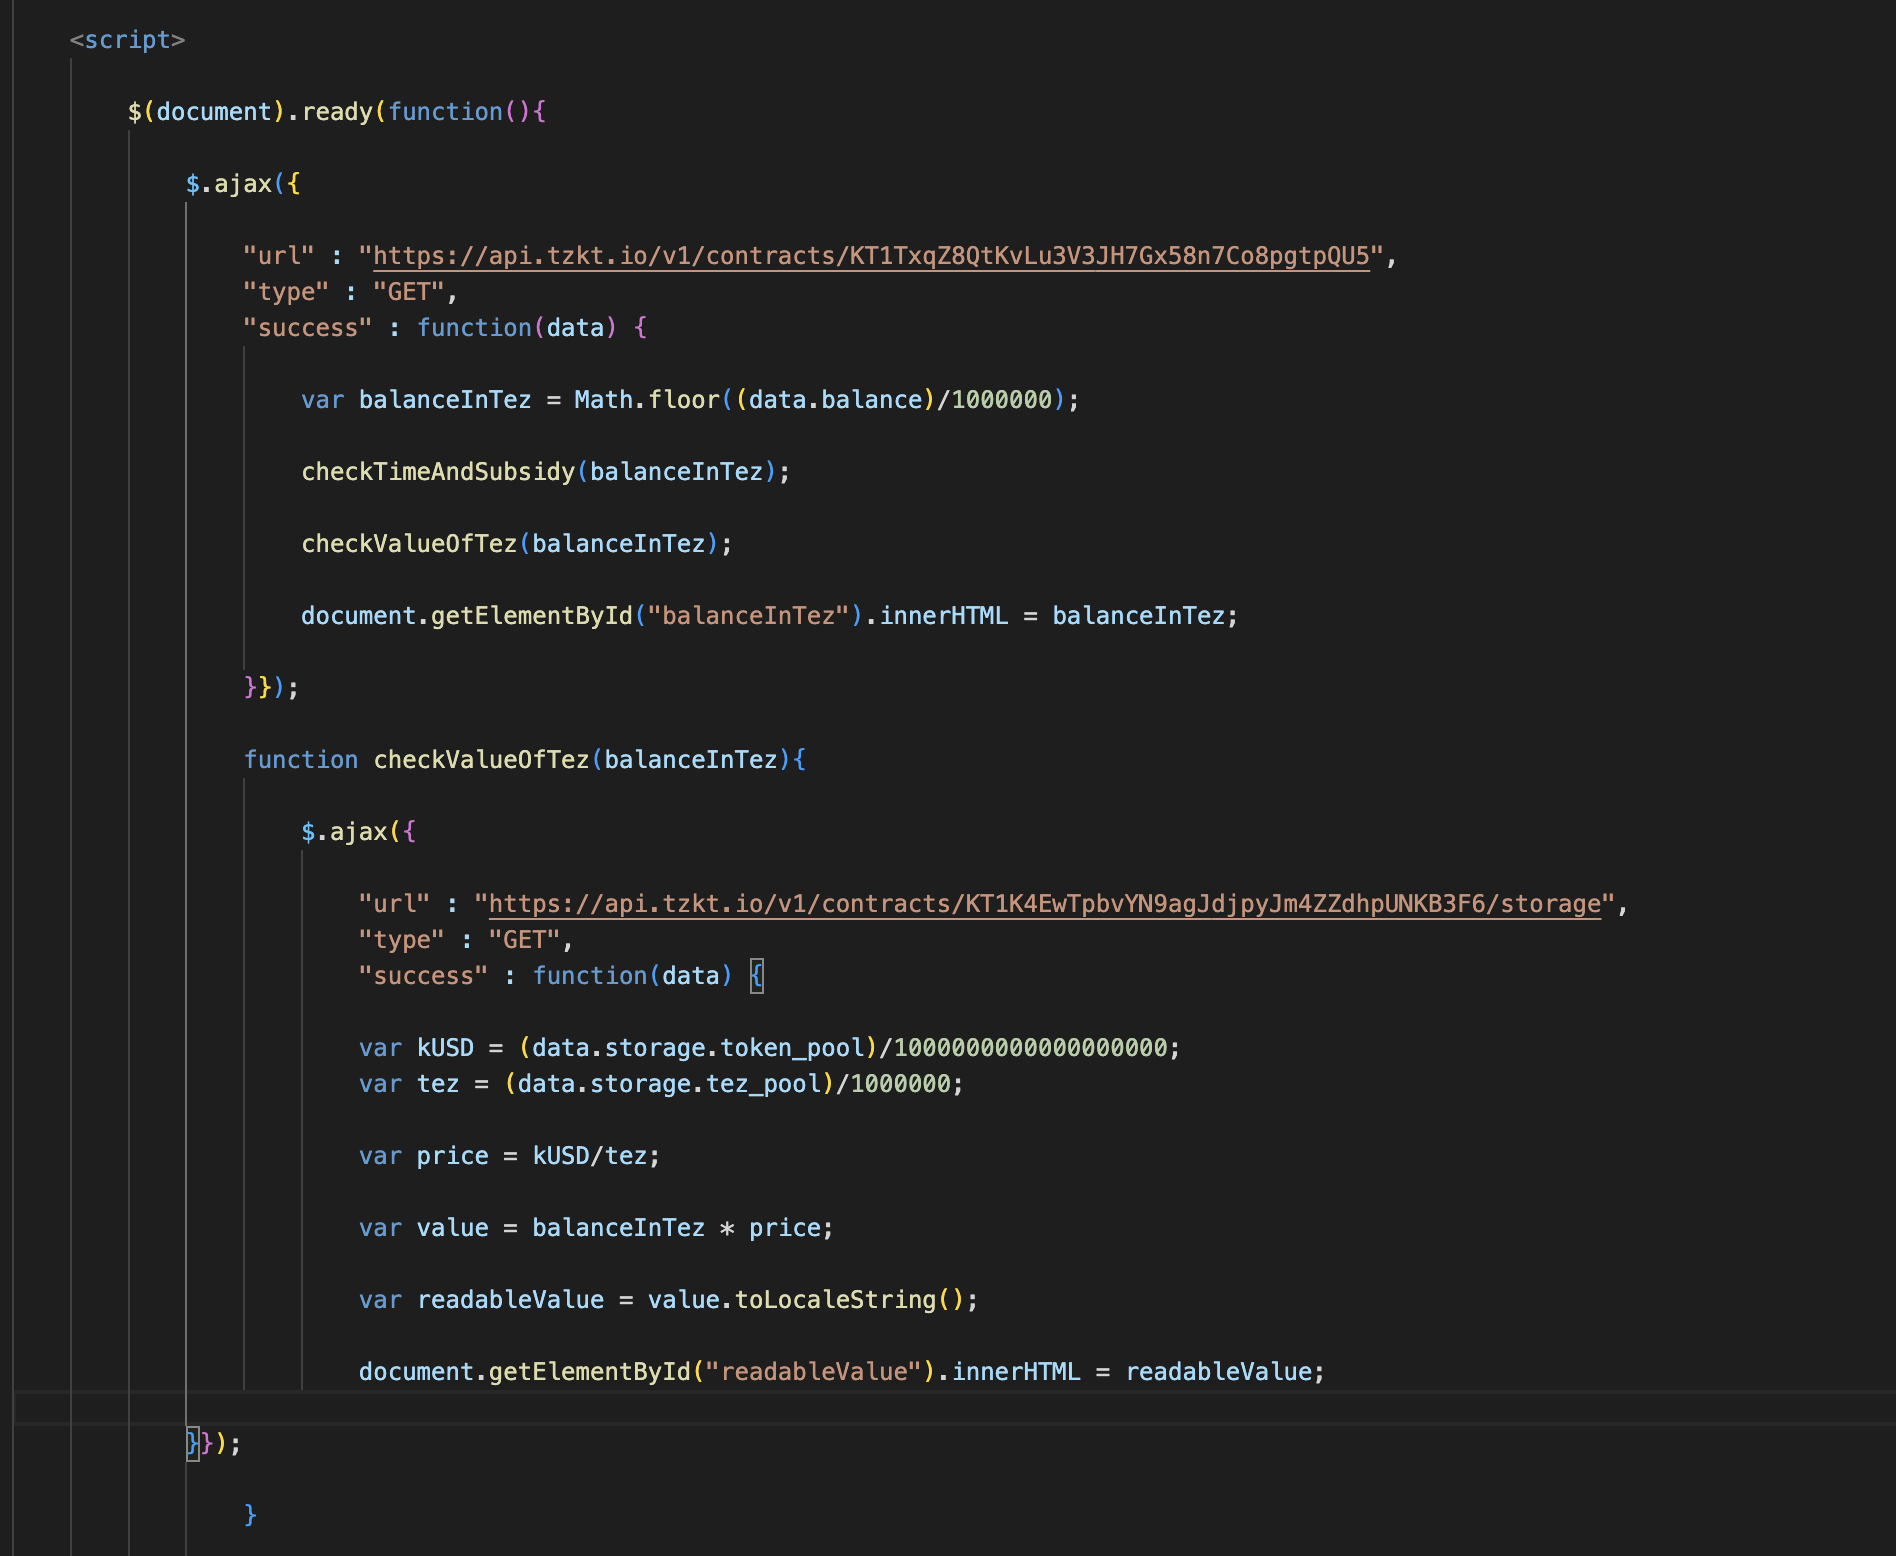 <script>
$(document).ready(function(){
$.ajax({
"url" : "https://api.tzkt.io/v1/contracts/KT1TxqZ8QtKvLu3V3JH7Gx58n7Co8pgtpQU5",
"type" : "GET",
"success" : function(data) {
var balanceInTez = Math.floor((data.balance)/1000000);
checkTimeAndSubsidy(balanceInTez);
checkValueOfTez(balanceInTez);
document.getElementById("balanceInTez").innerHTML = balanceInTez;
}});
function checkValueOfTez(balanceInTez){
$.ajax({
"url" : "https://api.tzkt.io/v1/contracts/KT1K4EwTpbvYN9agJdjpyJm4ZZdhpUNKB3F6/storage",
"type" : "GET",
"success" : function(data) {
var kUSD = (data.storage.token_pool)/1000000000000000000;
var tez = (data.storage.tez_pool)/1000000;
var price = kUSD/tez;
var value = balanceInTez * price;
var readableValue = value.toLocaleString();
document.getElementById("readableValue").innerHTML = readableValue;
}});
}